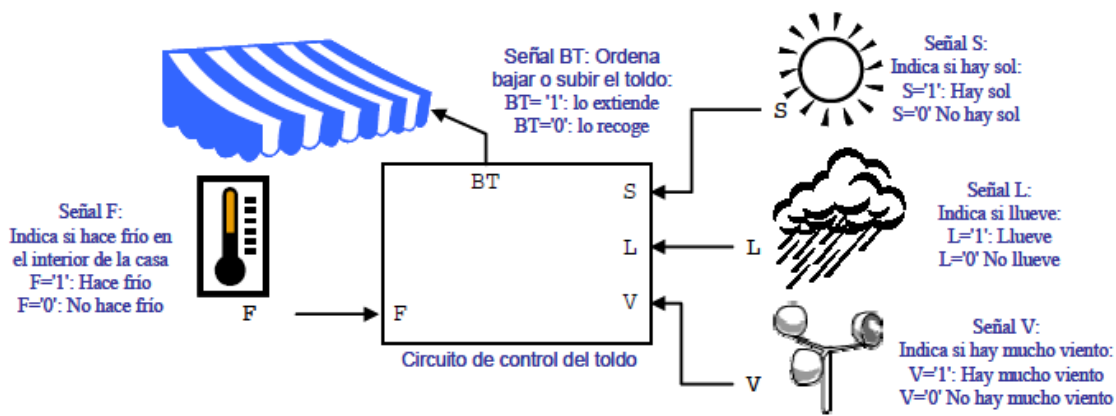 Señal BT: Ordena
bajar o subir el toldo:
BT= '1': lo extiende
BT='0': lo recoge
Señal S:
Indica si hay sol:
S='1': Hay sol
S='0' No hay sol
S
BT
S
Señal F:
Indica si hace frío en
el interior de la casa
F='1': Hace frío
F='0': No hace frío
F
F
L
V
L
Señal L:
Indica si llueve:
L='1': Llueve
L='0' No llueve
Circuito de control del toldo
V
Señal V:
Indica si hay mucho viento:
V='1': Hay mucho viento
V='0' No hay mucho viento